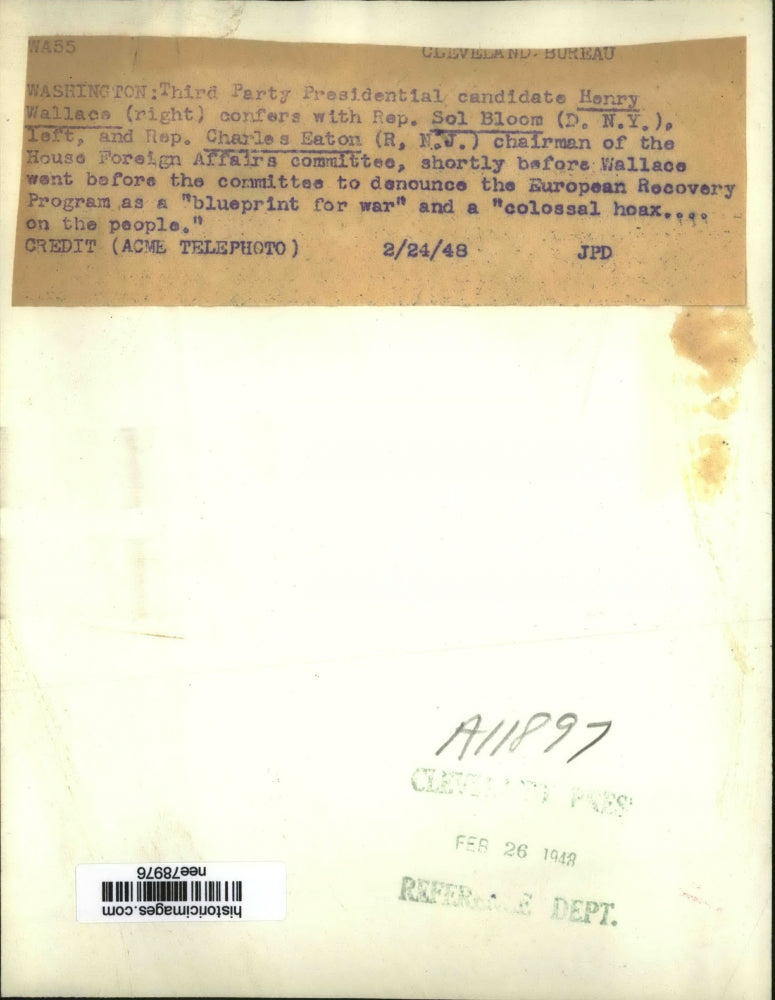 WA55 CLEVELAND BUREAU
WASHINGTON:Third Party Presidential candidate Henry
Wallace (right) confers with Rep. Sol Bloom (D. N.Y.),
left, and Rep. Charles Eaton (R, N.J.) chairman of the
House Foreign Affairs committee, shortly before Wallace
went before the committee to denounce the European Recovery
Program as a "blueprint for war" and a "colossal hoax....
on the people."
CREDIT (ACME TELEPHOTO) 2/24/48 JPD
A11897
CLEVELAND PRESS
FEB 26 1948
REFERENCE DEPT.
historicimages.com
nee78976